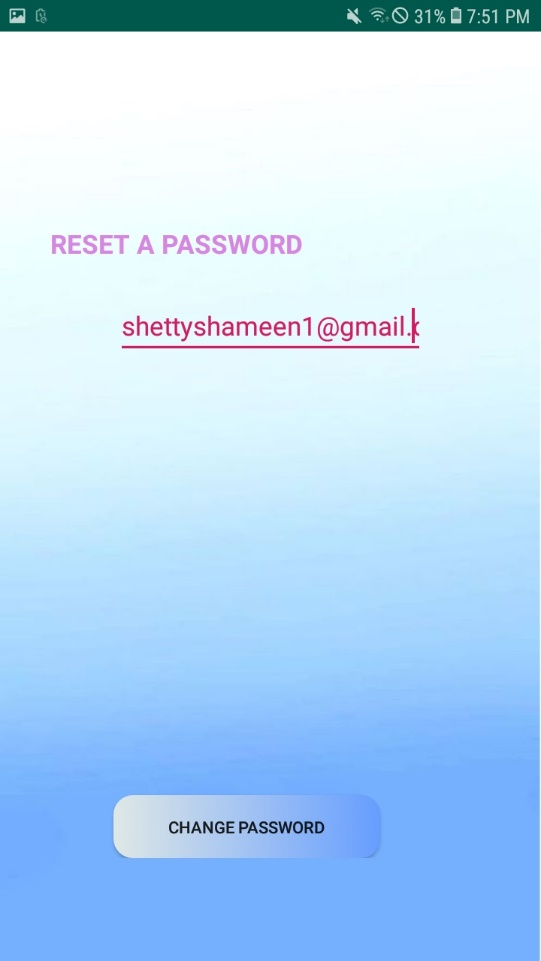 31% 7:51 PM
RESET A PASSWORD
shettyshameen1@gmail.
CHANGE PASSWORD